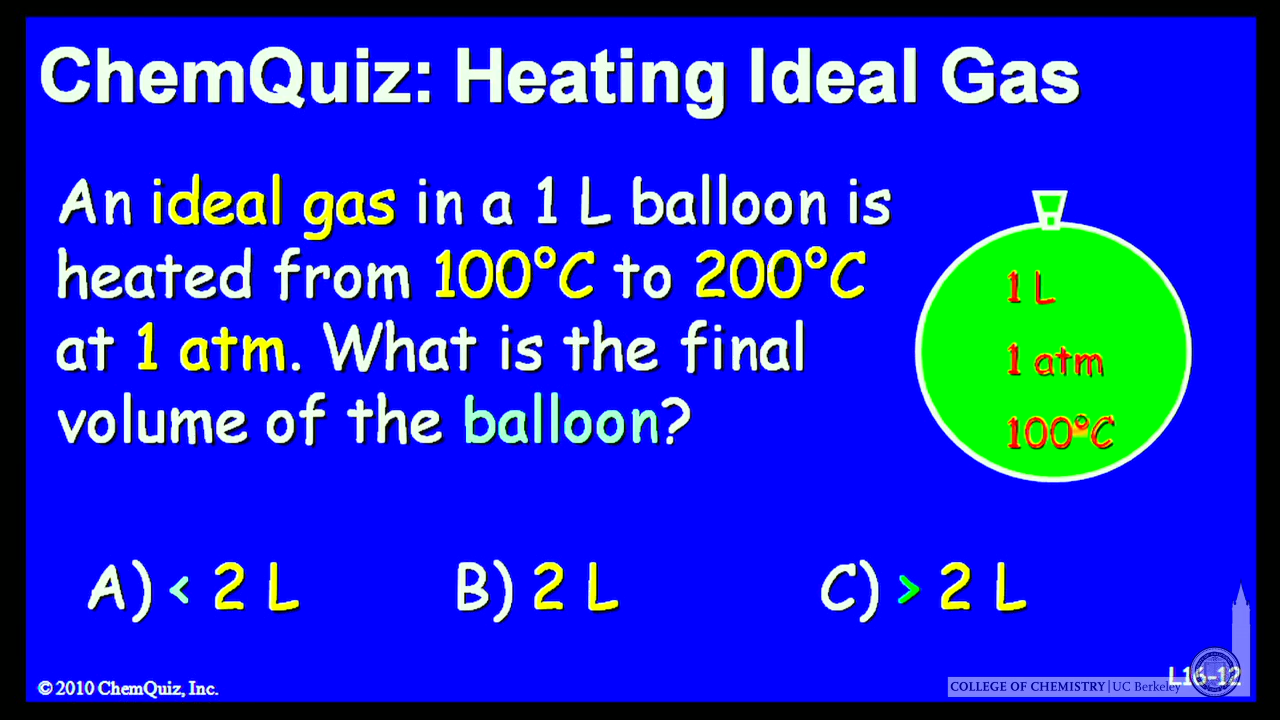 ChemQuiz: Heating Ideal Gas
An ideal gas in a 1 L balloon is
heated from 100°C to 200°C
at 1 atm. What is the final
volume of the balloon?
1 L
1 atm
100°C
A) < 2 L B) 2 L C) > 2 L
© 2010 ChemQuiz, Inc.
L16-12
COLLEGE OF CHEMISTRY | UC Berkeley